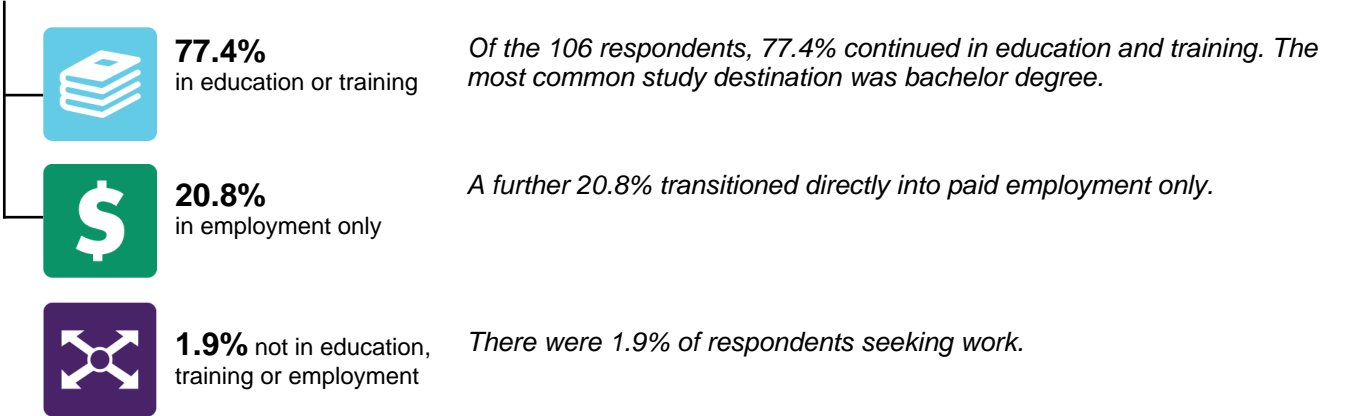 77.4%
in education or training
Of the 106 respondents, 77.4% continued in education and training. The
most common study destination was bachelor degree.
$
20.8%
in employment only
A further 20.8% transitioned directly into paid employment only.
1.9% not in education,
training or employment
There were 1.9% of respondents seeking work.